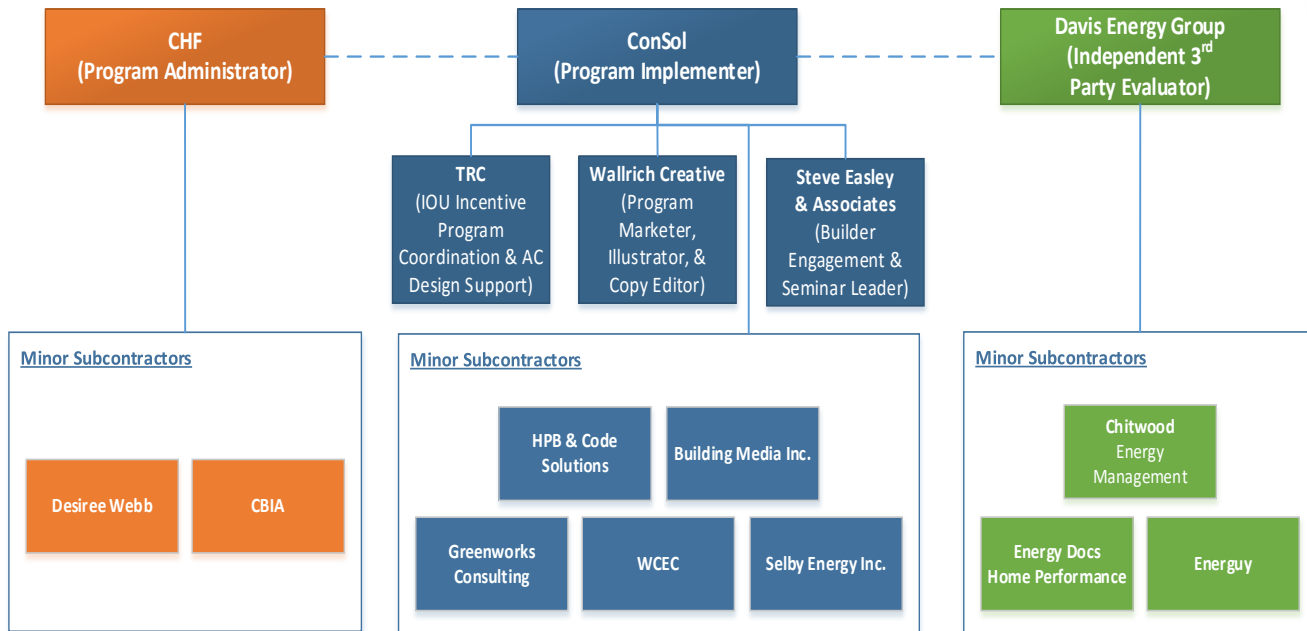 CHF
(Program Administrator)
ConSol
(Program Implementer)
Davis Energy Group
(Independent 3rd
Party Evaluator)
TRC
(IOU Incentive
Program
Coordination & AC
Design Support)
Wallrich Creative
(Program
Marketer,
Illustrator, &
Copy Editor)
Steve Easley
& Associates
(Builder
Engagement &
Seminar Leader)
Minor Subcontractors
Desiree Webb
CBIA
Minor Subcontractors
HPB & Code
Solutions
Building Media Inc.
Greenworks
Consulting
WCEC
Selby Energy Inc.
Minor Subcontractors
Chitwood
Energy
Management
Energy Docs
Home Performance
Energuy